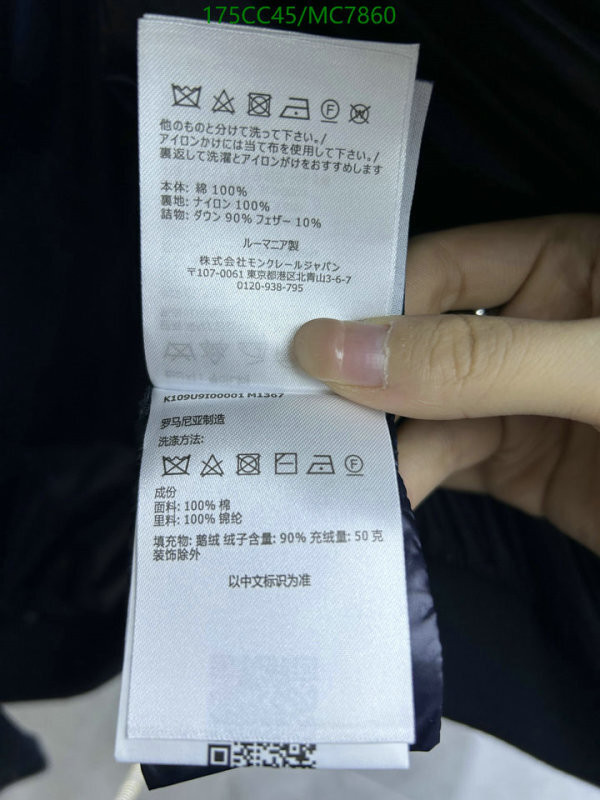 175CC45/MC7860
他のものと分けて洗って下さい。/
アイロンかけには当て布を使用して下さい。/
裏返して洗濯とアイロンがけをおすすめします
本体: 綿 100%
裏地: ナイロン 100%
詰物: ダウン 90% フェザー 10%
ルーマニア製
株式会社モンクレールジャパン
〒107-0061 東京都港区北青山3-6-7
0120-938-795
K109U9I00001 M1367
罗马尼亚制造
洗涤方法:
成份
面料: 100% 棉
里料: 100% 锦纶
填充物: 鹅绒 绒子含量: 90% 充绒量: 50 克
装饰除外
以中文标识为准